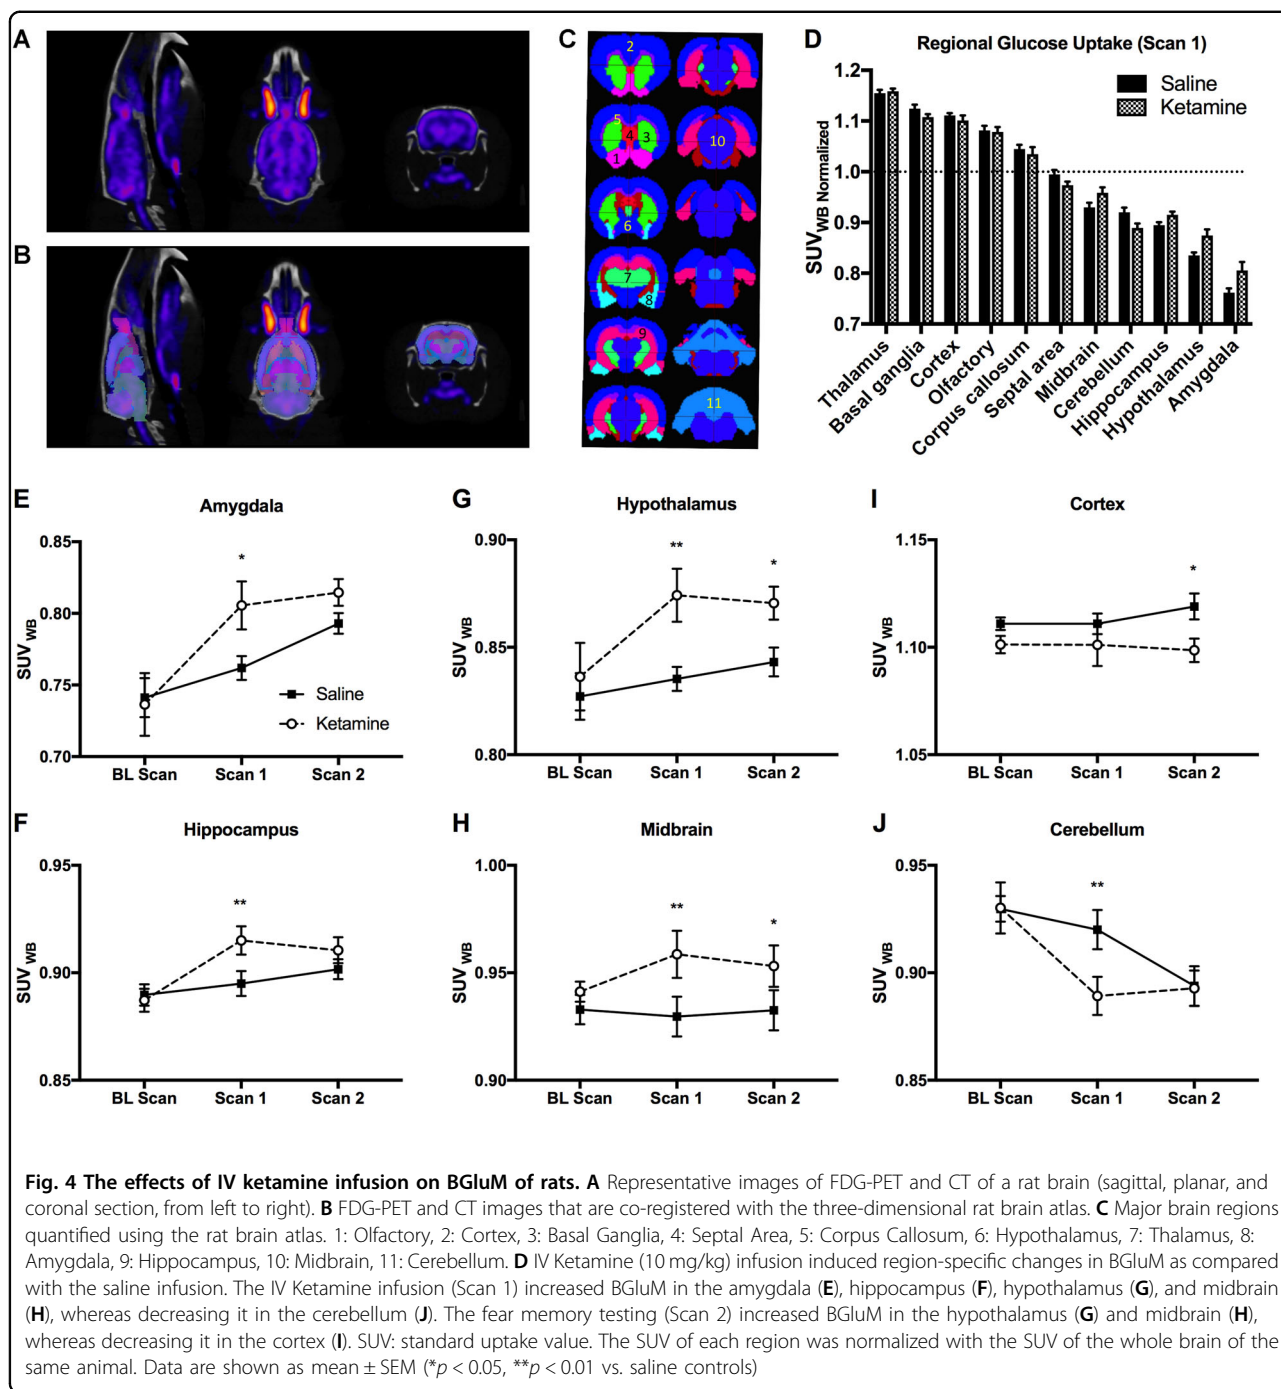 A
B
C
2
5
4
3
1
10
6
7
8
9
11
D
Regional Glucose Uptake (Scan 1)
Saline
Ketamine
SUV WB Normalized
1.2
1.1
1.0
0.9
0.8
0.7
Thalamus
Basal ganglia
Cortex
Olfactory
Corpus callosum
Septal area
Midbrain
Cerebellum
Hippocampus
Hypothalamus
Amygdala
E
Amygdala
SUVWB
0.85
0.80
0.75
0.70
*
Saline
Ketamine
BL Scan Scan 1 Scan 2
G
Hypothalamus
SUVWB
0.90
0.85
0.80
**
*
BL Scan Scan 1 Scan 2
I
Cortex
SUVWB
1.15
1.10
1.05
*
BL Scan Scan 1 Scan 2
F
Hippocampus
SUVWB
0.95
0.90
0.85
**
BL Scan Scan 1 Scan 2
H
Midbrain
SUVWB
1.00
0.95
0.90
**
*
BL Scan Scan 1 Scan 2
J
Cerebellum
SUVWB
0.95
0.90
0.85
**
BL Scan Scan 1 Scan 2
Fig. 4 The effects of IV ketamine infusion on BGluM of rats. A Representative images of FDG-PET and CT of a rat brain (sagittal, planar, and
coronal section, from left to right). B FDG-PET and CT images that are co-registered with the three-dimensional rat brain atlas. C Major brain regions
quantified using the rat brain atlas. 1: Olfactory, 2: Cortex, 3: Basal Ganglia, 4: Septal Area, 5: Corpus Callosum, 6: Hypothalamus, 7: Thalamus, 8:
Amygdala, 9: Hippocampus, 10: Midbrain, 11: Cerebellum. D IV Ketamine (10 mg/kg) infusion induced region-specific changes in BGluM as compared
with the saline infusion. The IV Ketamine infusion (Scan 1) increased BGluM in the amygdala (E), hippocampus (F), hypothalamus (G), and midbrain
(H), whereas decreasing it in the cerebellum (J). The fear memory testing (Scan 2) increased BGluM in the hypothalamus (G) and midbrain (H),
whereas decreasing it in the cortex (I). SUV: standard uptake value. The SUV of each region was normalized with the SUV of the whole brain of the
same animal. Data are shown as mean ± SEM (*p < 0.05, **p < 0.01 vs. saline controls)